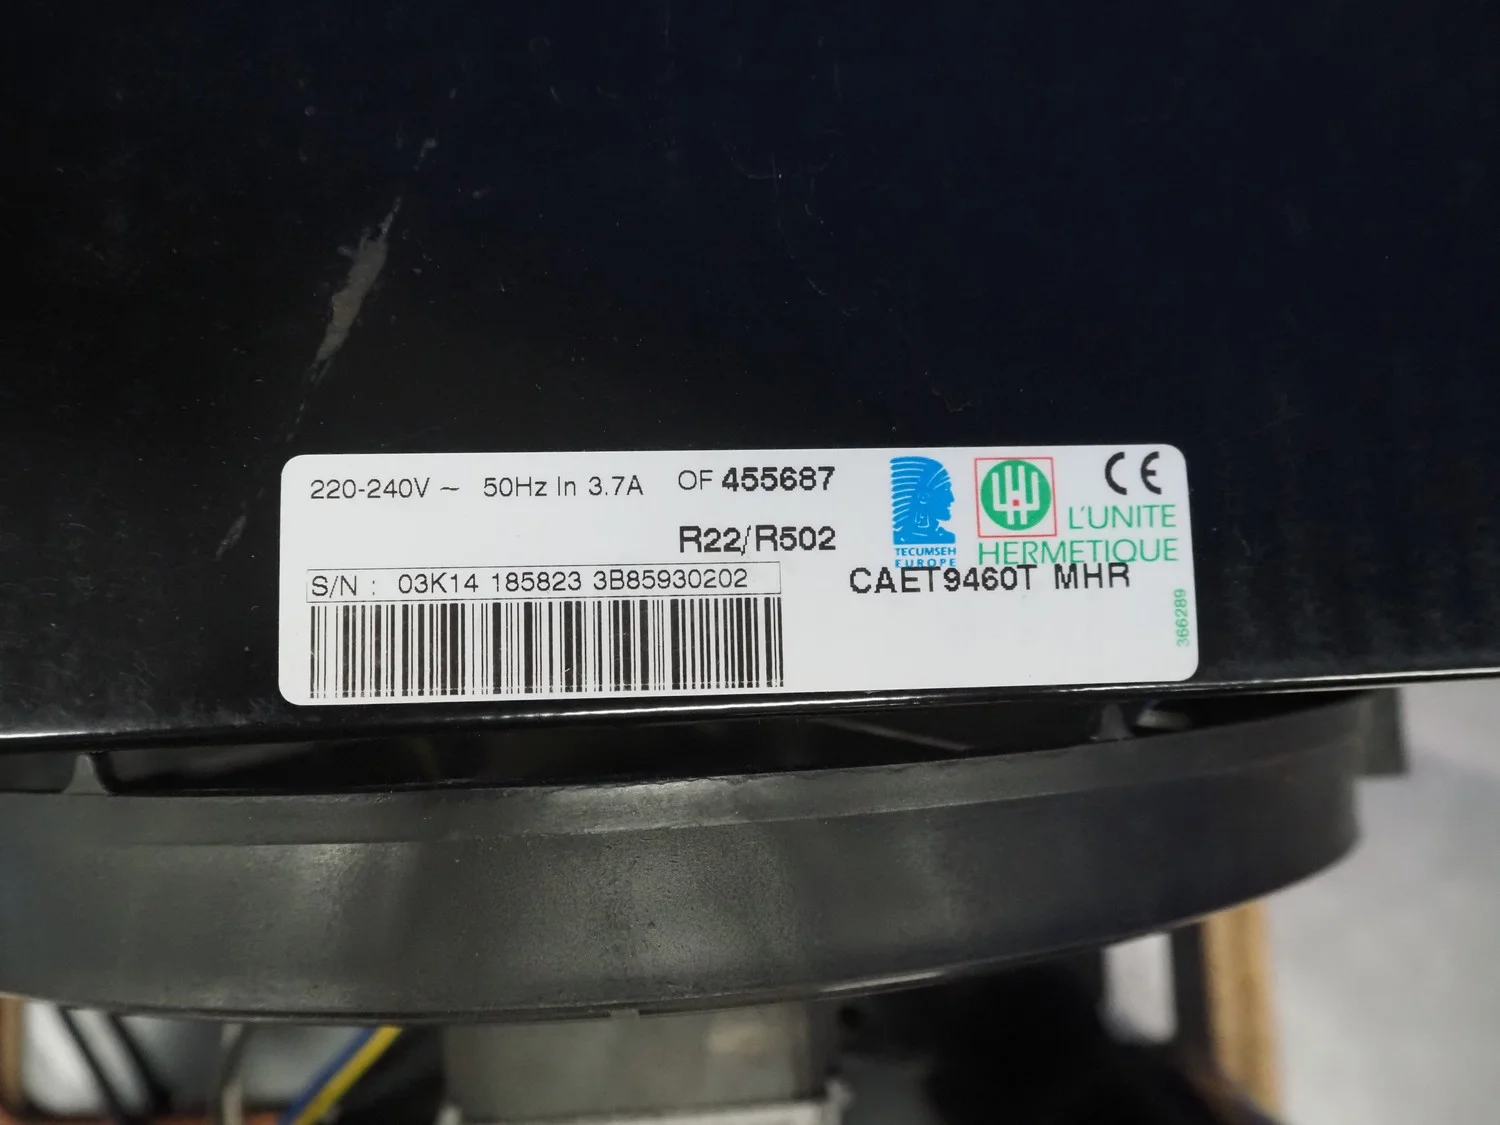 220-240V ~ 50Hz In 3.7A OF 455687
R22/R502
S/N : 03K14 185823 3B85930202
TECUMSEH
EUROPE
CE
L'UNITE
HERMETIQUE
CAET9460T MHR
366289